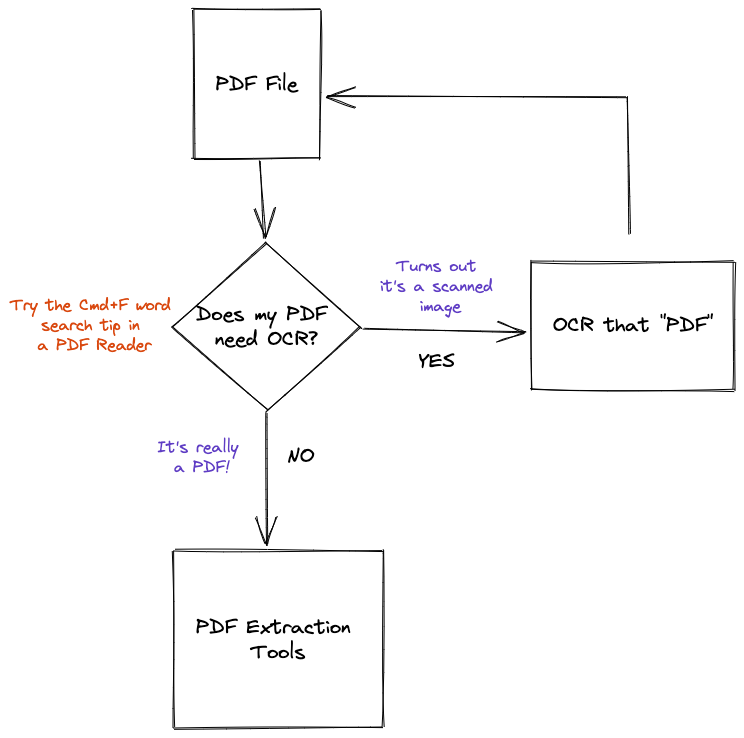 PDF File
Try the Cmd+F word
search tip in
a PDF Reader
Does my PDF
need OCR?
Turns out
it's a scanned
image
YES
OCR that "PDF"
It's really
a PDF!
NO
PDF Extraction
Tools